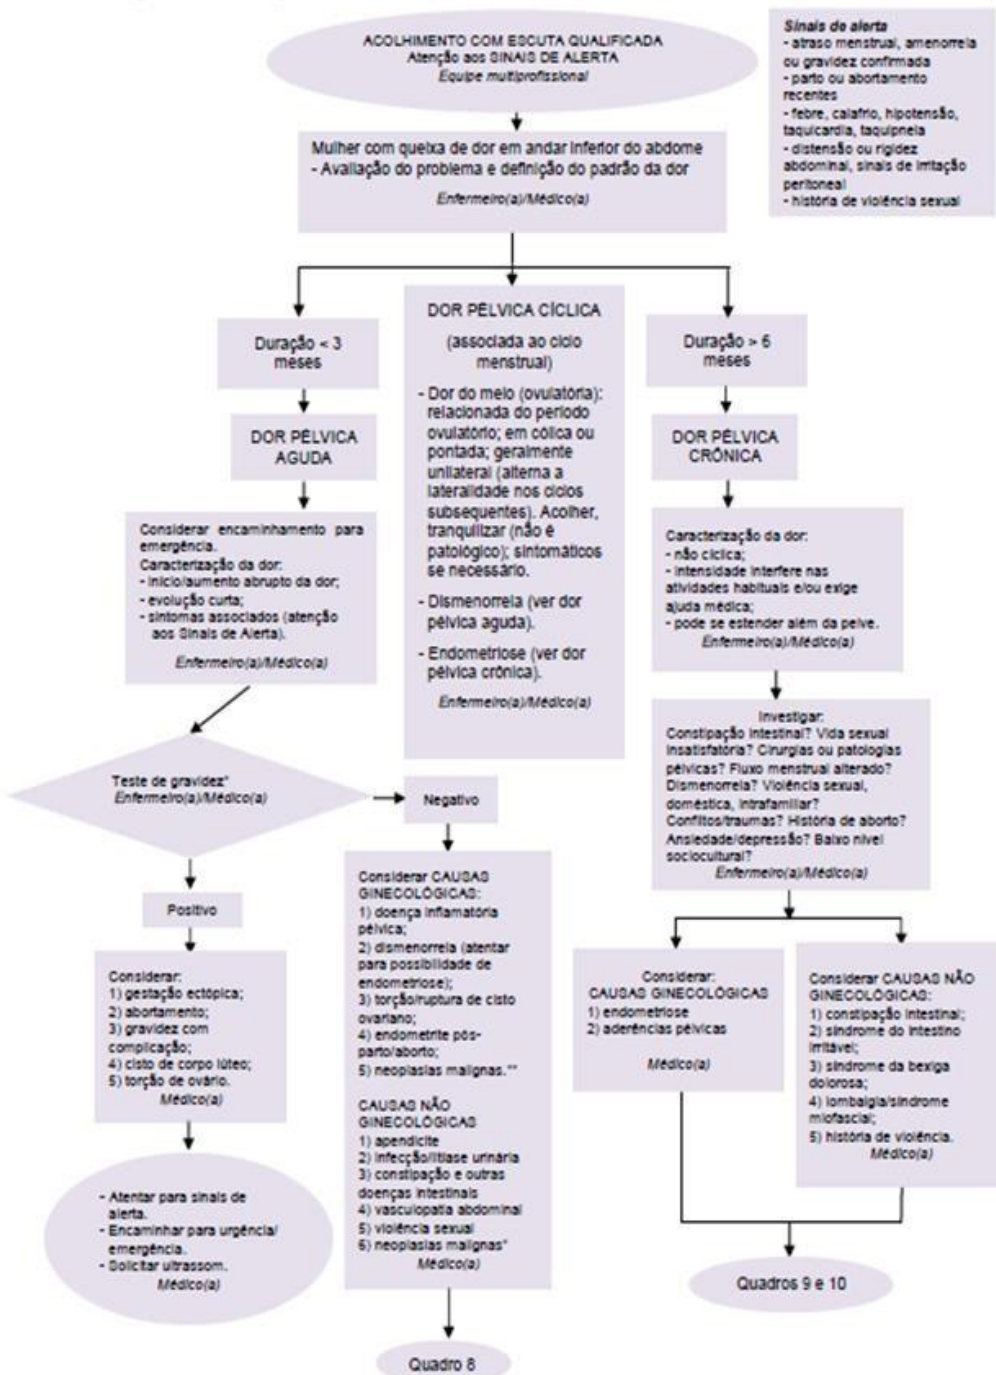 ACOLHIMENTO COM ESCUTA QUALIFICADA
Atenção aos SINAIS DE ALERTA
Equipe multiprofissional
Sinais de alerta
- atraso menstrual, amenorreia
ou gravidez confirmada
- parto ou abortamento
recentes
- febre, calafrio, hipotensão,
taquicardia, taquipneia
- distensão ou rigidez
abdominal, sinais de irritação
peritoneal
- história de violência sexual
Mulher com queixa de dor em andar inferior do abdome
- Avaliação do problema e definição do padrão da dor
Enfermeiro(a)/Médico(a)
Duração < 3
meses
DOR PÉLVICA
AGUDA
Considerar encaminhamento para
emergência.
Caracterização da dor:
- início/aumento abrupto da dor;
- evolução curta;
- sintomas associados (atenção
aos Sinais de Alerta).
Enfermeiro(a)/Médico(a)
DOR PÉLVICA CÍCLICA
(associada ao ciclo
menstrual)
- Dor do meio (ovulatória):
relacionada do período
ovulatório; em cólica ou
pontada; geralmente
unilateral (alterna a
lateralidade nos ciclos
subsequentes). Acolher,
tranquilizar (não é
patológico); sintomáticos
se necessário.
- Dismenorreia (ver dor
pélvica aguda).
- Endometriose (ver dor
pélvica crônica).
Enfermeiro(a)/Médico(a)
Duração > 6
meses
DOR PÉLVICA
CRÔNICA
Caracterização da dor:
- não cíclica;
- intensidade interfere nas
atividades habituais e/ou exige
ajuda médica;
- pode se estender além da pelve.
Enfermeiro(a)/Médico(a)
Teste de gravidez*
Enfermeiro(a)/Médico(a)
Negativo
Positivo
Considerar:
1) gestação ectópica;
2) abortamento;
3) gravidez com
complicação;
4) cisto de corpo lúteo;
5) torção de ovário.
Médico(a)
- Atentar para sinais de
alerta.
- Encaminhar para urgência/
emergência.
- Solicitar ultrassom.
Médico(a)
Considerar CAUSAS
GINECOLÓGICAS:
1) doença inflamatória
pélvica;
2) dismenorreia (atentar
para possibilidade de
endometriose);
3) torção/ruptura de cisto
ovariano;
4) endometrite pós-
parto/aborto;
5) neoplasias malignas.**
CAUSAS NÃO
GINECOLÓGICAS
1) apendicite
2) infecção/litíase urinária
3) constipação e outras
doenças intestinais
4) vasculopatia abdominal
5) violência sexual
6) neoplasias malignas*
Médico(a)
Quadro 8
Investigar:
Constipação intestinal? Vida sexual
insatisfatória? Cirurgias ou patologias
pélvicas? Fluxo menstrual alterado?
Dismenorreia? Violência sexual,
doméstica, intrafamiliar?
Conflitos/traumas? História de aborto?
Ansiedade/depressão? Baixo nível
sociocultural?
Enfermeiro(a)/Médico(a)
Considerar:
CAUSAS GINECOLÓGICAS
1) endometriose
2) aderências pélvicas
Médico(a)
Considerar CAUSAS NÃO
GINECOLÓGICAS:
1) constipação intestinal;
2) síndrome do intestino
irritável;
3) síndrome da bexiga
dolorosa;
4) lombalgia/síndrome
miofascial;
5) história de violência.
Médico(a)
Quadros 9 e 10